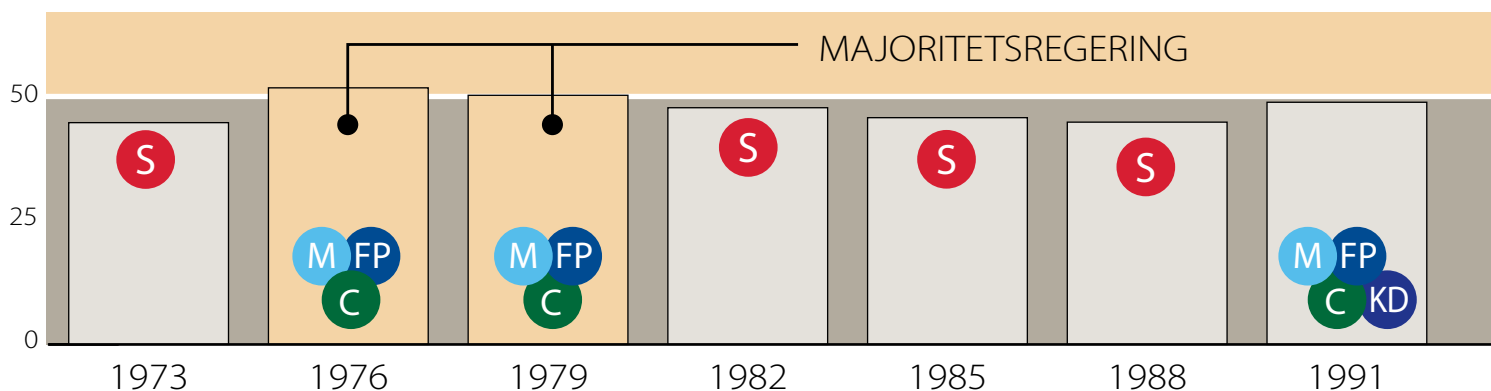 MAJORITETSREGERING
50
25
0
S
M FP
C
M FP
C
S
S
S
M FP
C KD
1973 1976 1979 1982 1985 1988 1991